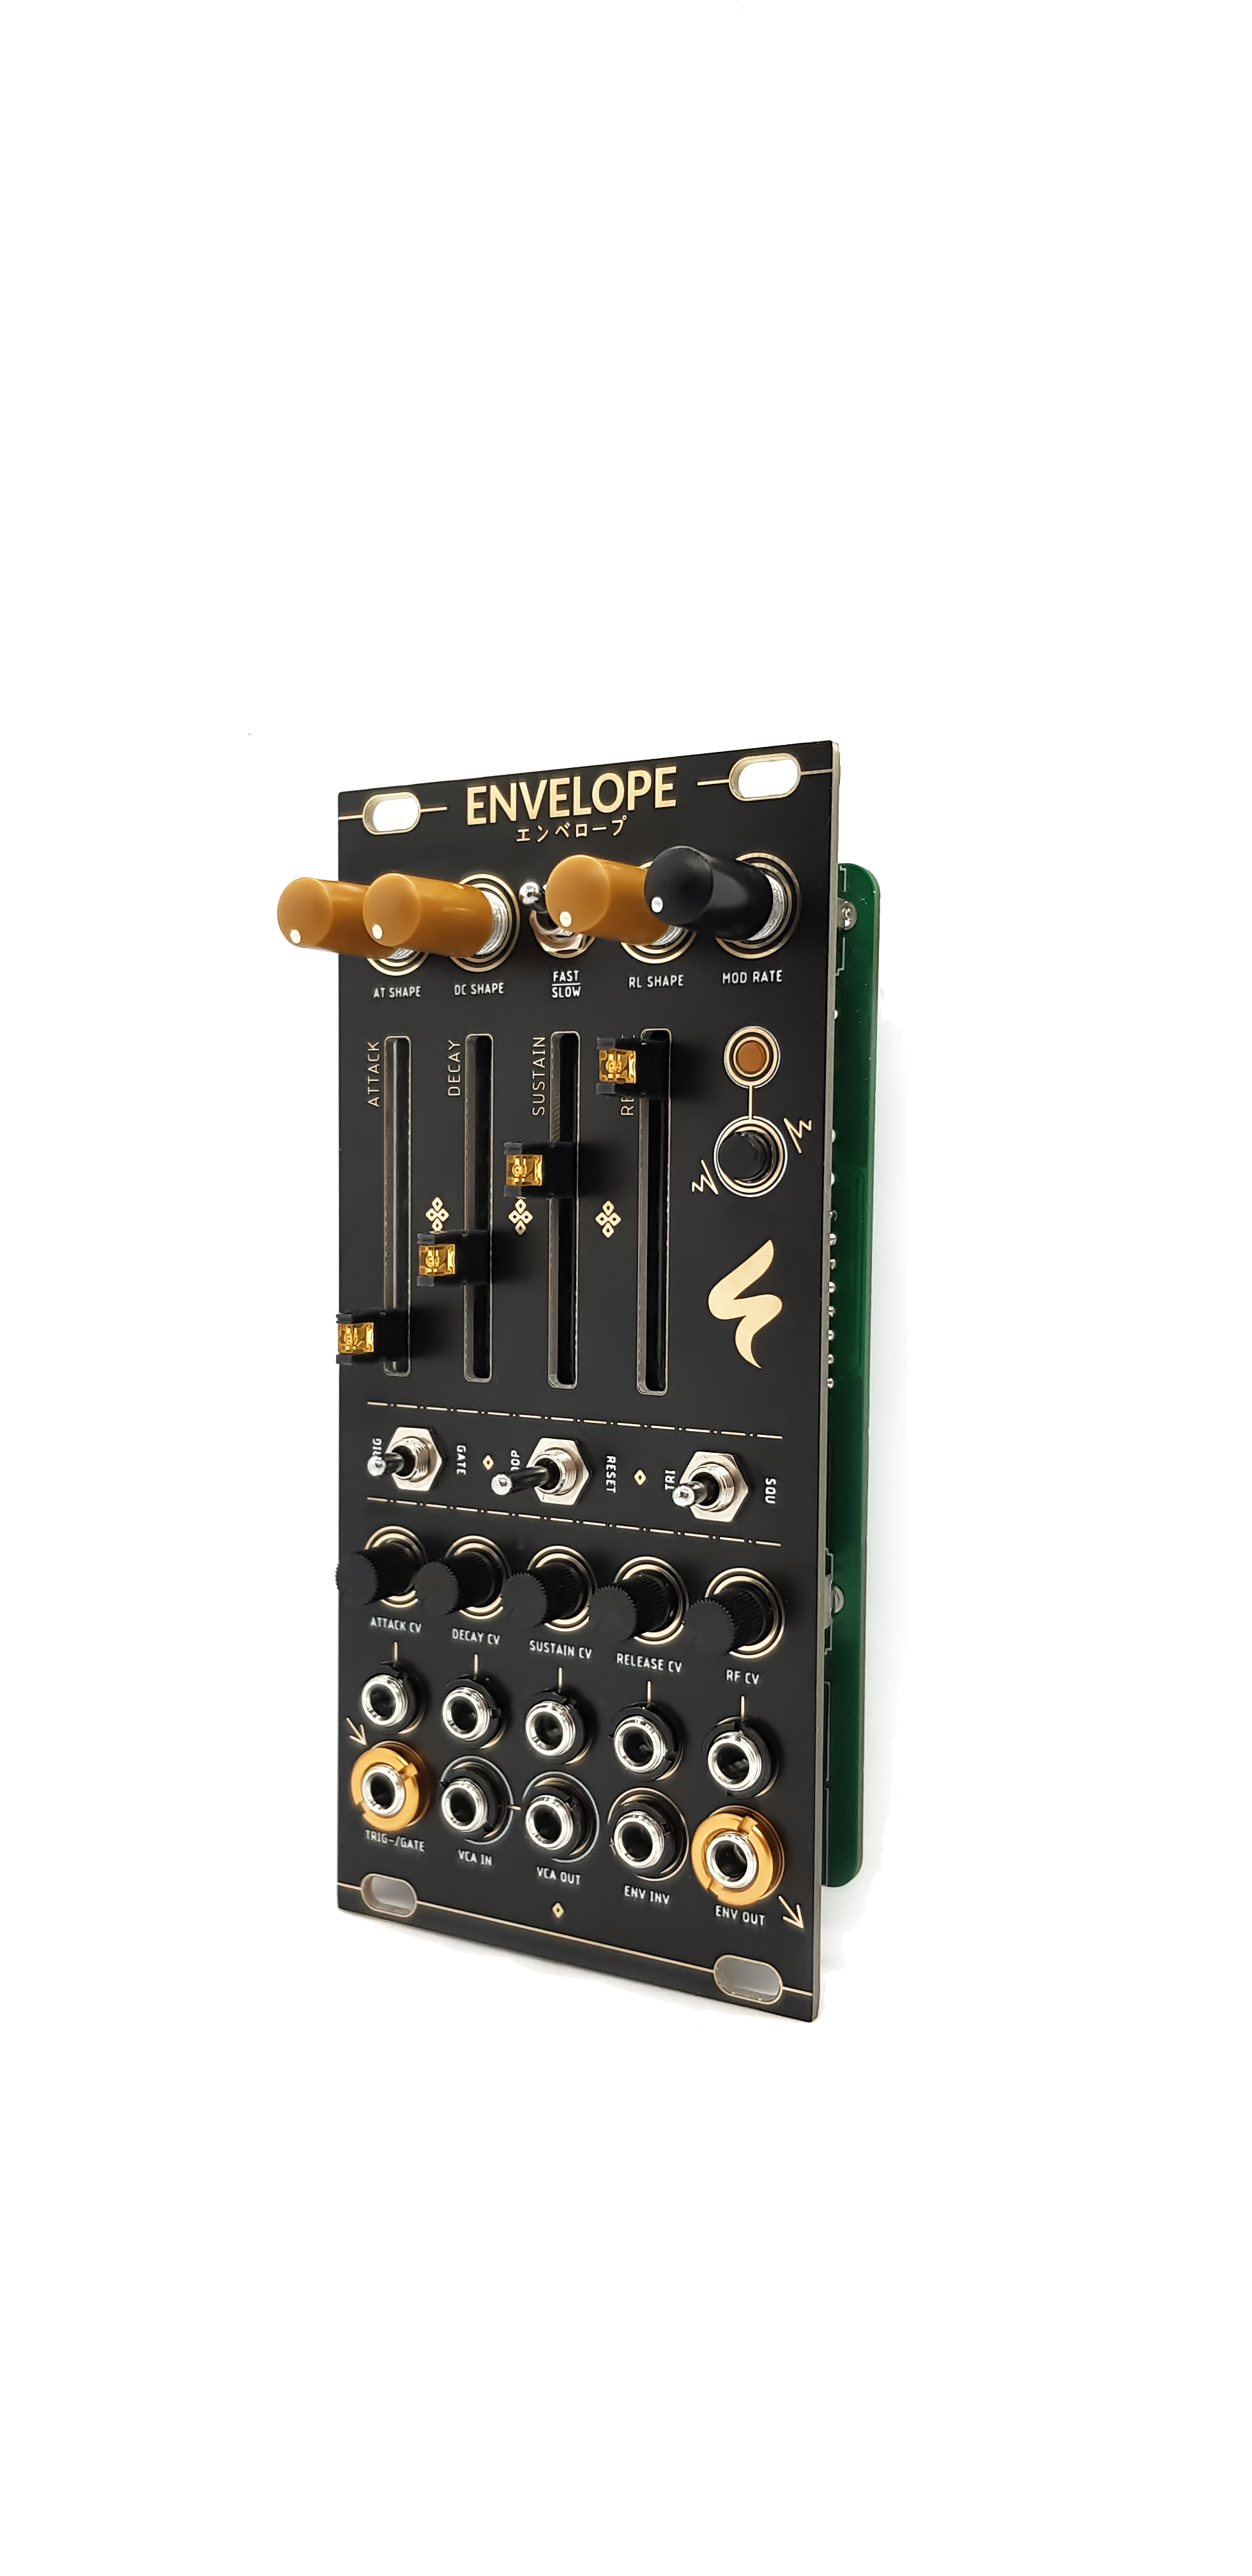 ENVELOPE
エンベロープ
AT SHAPE
DC SHAPE
FAST
SLOW
RL SHAPE
MOD RATE
ATTACK
DECAY
SUSTAIN
GATE
RESET
TRI
SQU
ATTACK CV
DECAY CV
SUSTAIN CV
RELEASE CV
RF CV
TRIG-/GATE
VCA IN
VCA OUT
ENV INV
ENV OUT